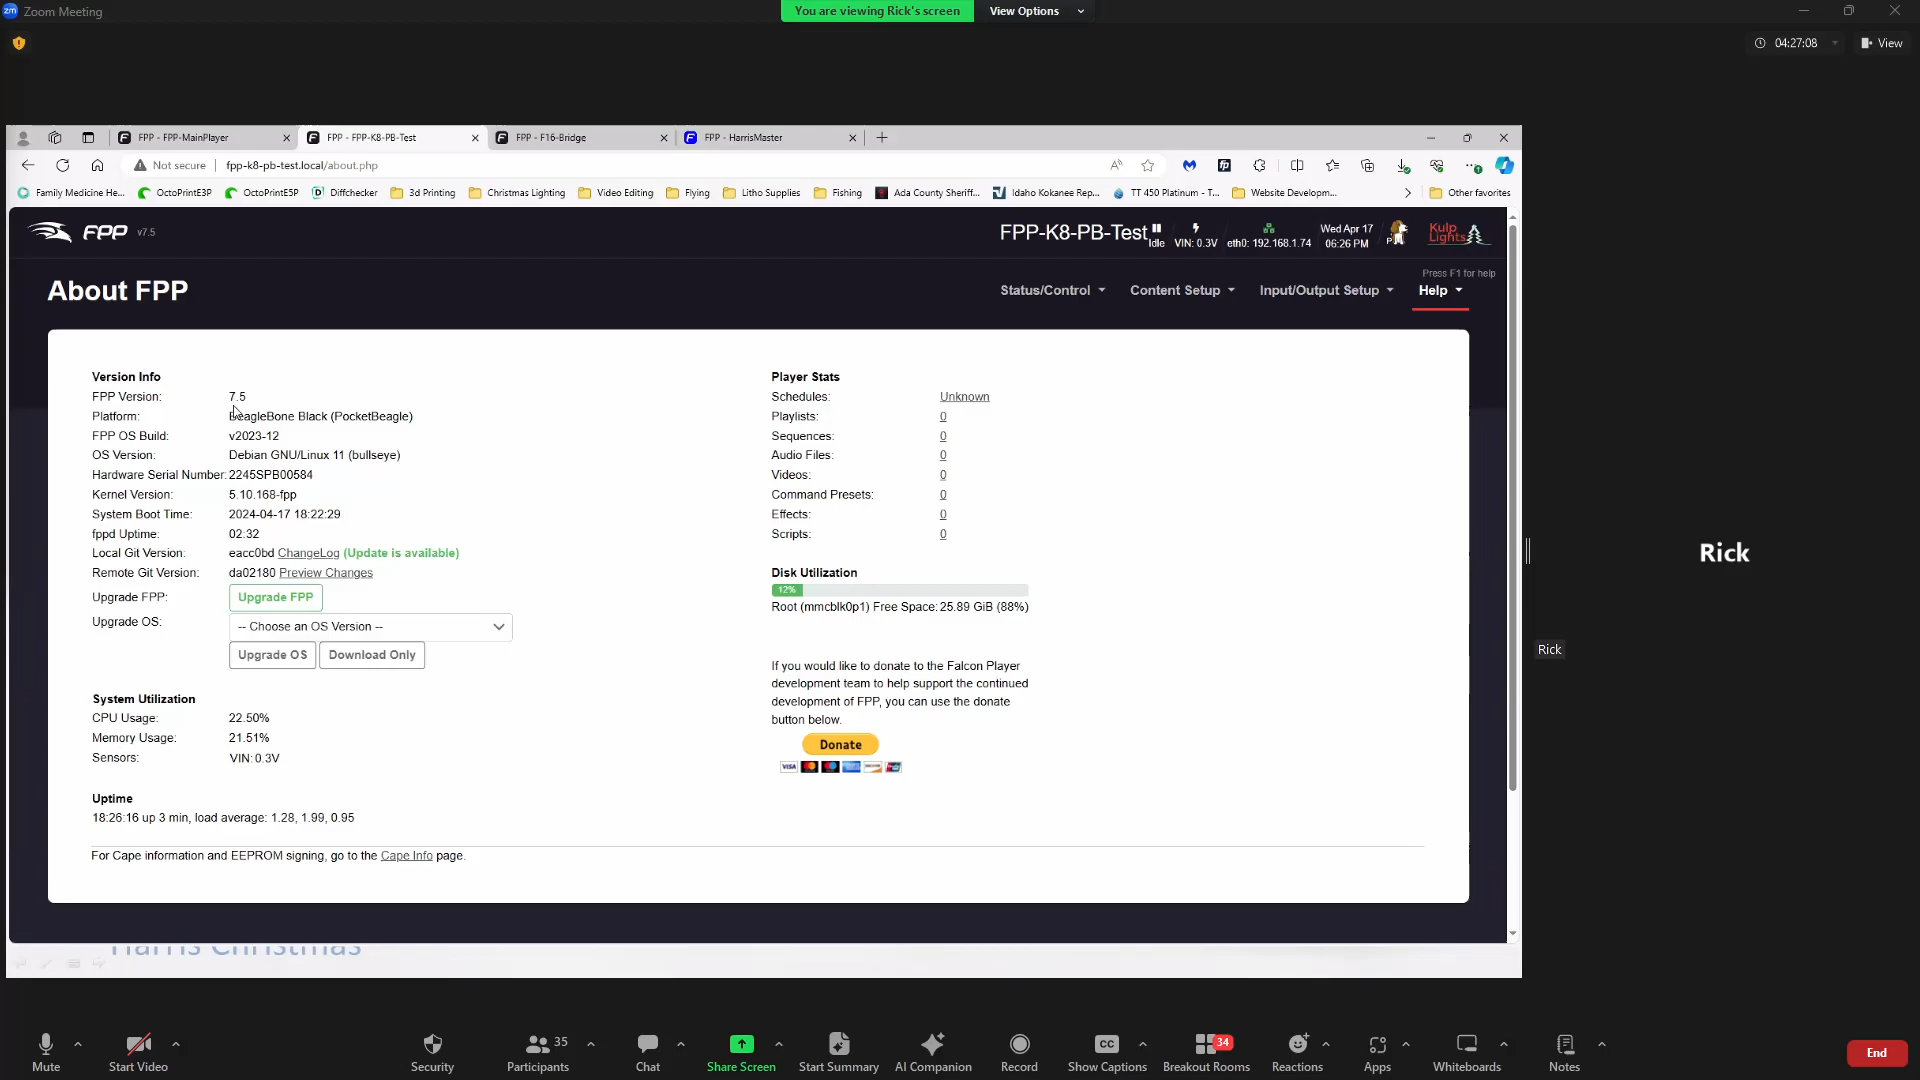 zm Zoom Meeting
You are viewing Rick's screen
View Options
04:27:08
View
FPP - FPP-MainPlayer
FPP - FPP-K8-PB-Test
FPP - F16-Bridge
FPP - HarrisMaster
Not secure
fpp-k8-pb-test.local/about.php
Family Medicine He...
OctoPrintE3P
OctoPrintE5P
Diffchecker
3d Printing
Christmas Lighting
Video Editing
Flying
Litho Supplies
Fishing
Ada County Sheriff...
Idaho Kokanee Rep...
TT 450 Platinum - T...
Website Developm...
Other favorites
FPP v7.5
FPP-K8-PB-Test
Idle
VIN: 0.3V
eth0: 192.168.1.74
Wed Apr 17
06:26 PM
Kulp
Lights
Press F1 for help
About FPP
Status/Control
Content Setup
Input/Output Setup
Help
Version Info
FPP Version: 7.5
Platform: BeagleBone Black (PocketBeagle)
FPP OS Build: v2023-12
OS Version: Debian GNU/Linux 11 (bullseye)
Hardware Serial Number: 2245SPB00584
Kernel Version: 5.10.168-fpp
System Boot Time: 2024-04-17 18:22:29
fppd Uptime: 02:32
Local Git Version: eacc0bd ChangeLog (Update is available)
Remote Git Version: da02180 Preview Changes
Upgrade FPP: Upgrade FPP
Upgrade OS: -- Choose an OS Version --
Upgrade OS Download Only
System Utilization
CPU Usage: 22.50%
Memory Usage: 21.51%
Sensors: VIN: 0.3V
Uptime
18:26:16 up 3 min, load average: 1.28, 1.99, 0.95
For Cape information and EEPROM signing, go to the Cape Info page.
Player Stats
Schedules: Unknown
Playlists: 0
Sequences: 0
Audio Files: 0
Videos: 0
Command Presets: 0
Effects: 0
Scripts: 0
Disk Utilization
12%
Root (mmcblk0p1) Free Space: 25.89 GiB (88%)
If you would like to donate to the Falcon Player
development team to help support the continued
development of FPP, you can use the donate
button below.
Donate
VISA
Harris Christmas
Rick
Rick
Mute
Start Video
Security
Participants 35
Chat
Share Screen
Start Summary
AI Companion
Record
CC Show Captions
Breakout Rooms 34
Reactions
Apps
Whiteboards
Notes
End